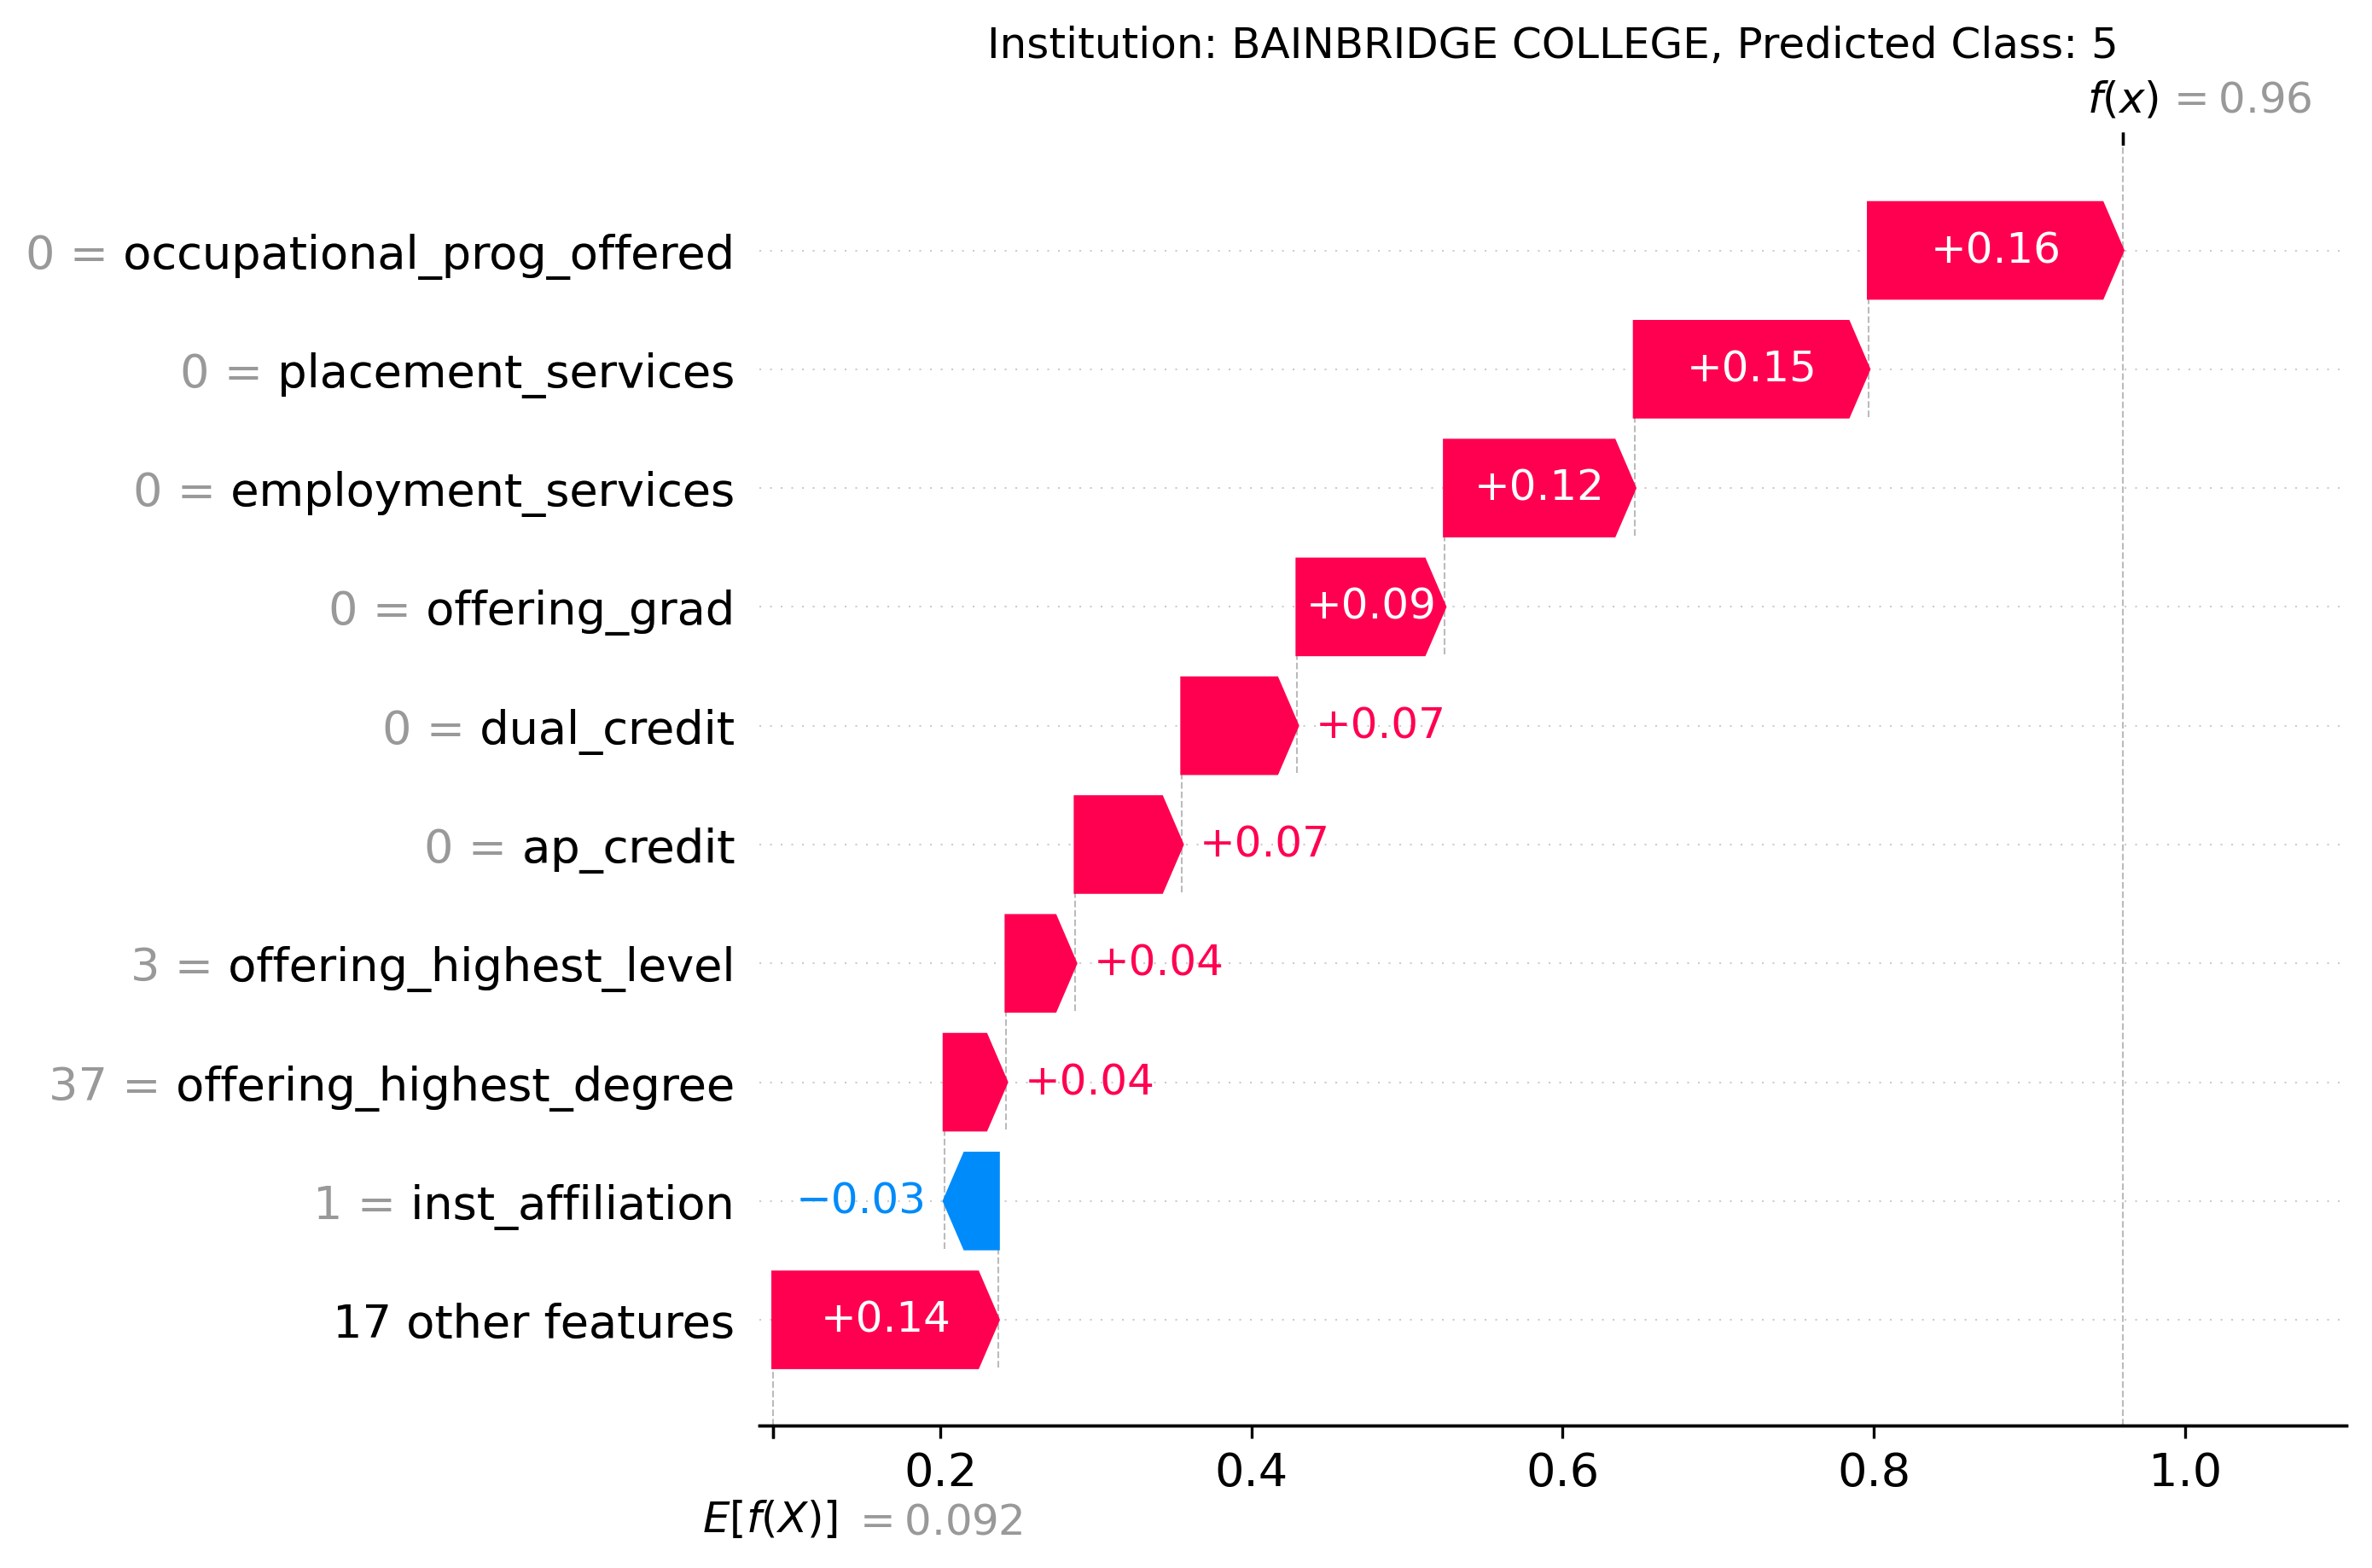 Institution: BAINBRIDGE COLLEGE, Predicted Class: 5
f(x) = 0.96
0 = occupational_prog_offered +0.16
0 = placement_services +0.15
0 = employment_services +0.12
0 = offering_grad +0.09
0 = dual_credit +0.07
0 = ap_credit +0.07
3 = offering_highest_level +0.04
37 = offering_highest_degree +0.04
1 = inst_affiliation −0.03
17 other features +0.14
0.2 0.4 0.6 0.8 1.0
E[f(X)] = 0.092